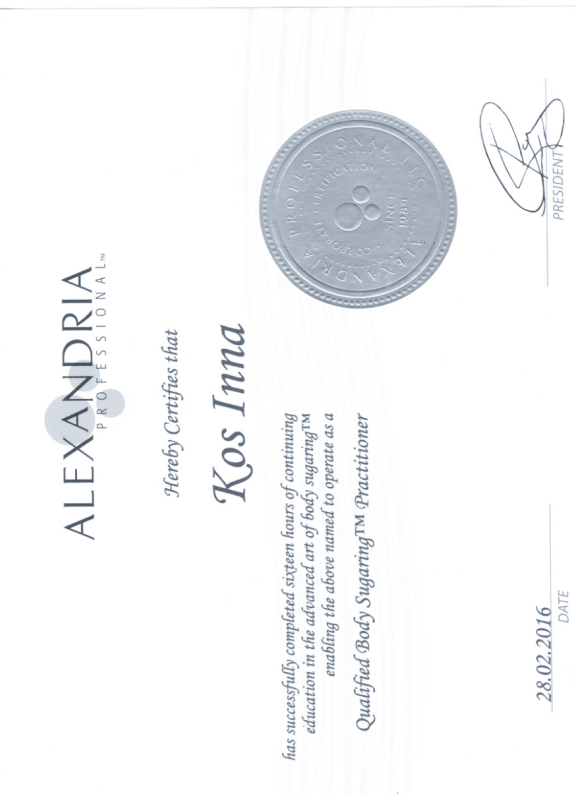 ALEXANDRIA
PROFESSIONAL™
Hereby Certifies that
Kos Inna
has successfully completed sixteen hours of continuing
education in the advanced art of body sugaring™
enabling the above named to operate as a
Qualified Body Sugaring™ Practitioner
ALEXANDRIA PROFESSIONAL LLC
CORPORATE CERTIFICATION
SINCE
1989
28.02.2016
DATE
PRESIDENT